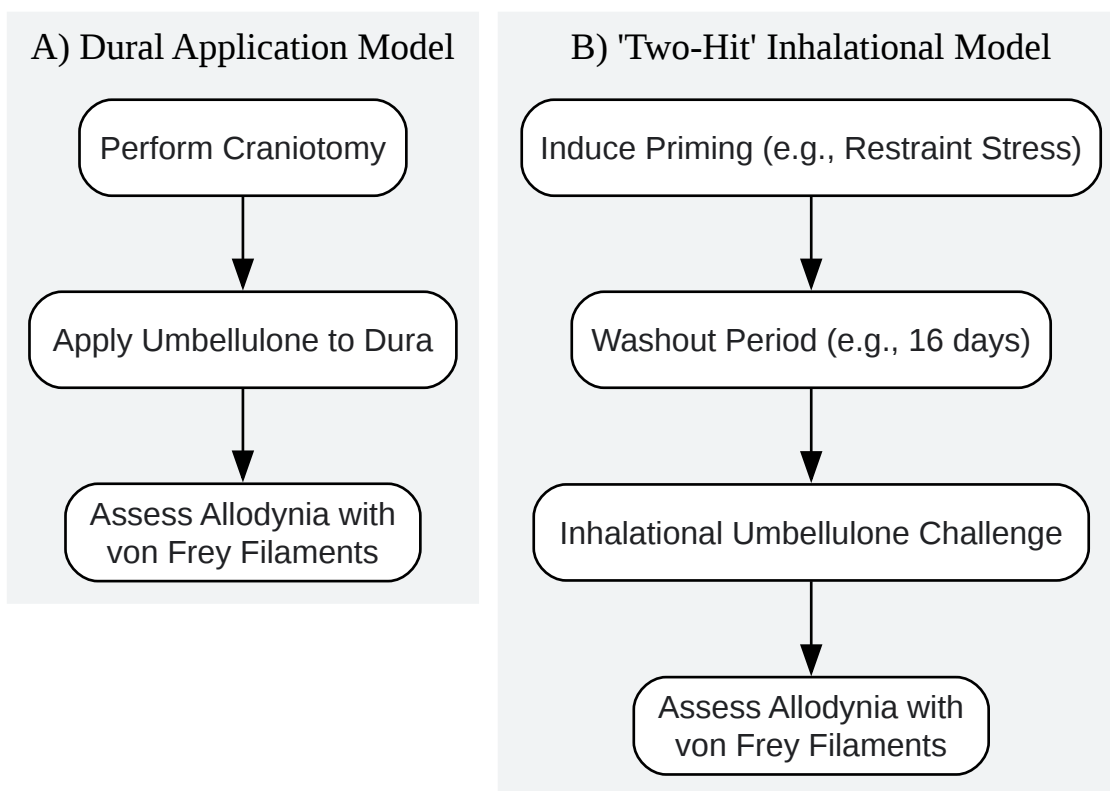 A) Dural Application Model
Perform Craniotomy
Apply Umbellulone to Dura
Assess Allodynia with
von Frey Filaments
B) 'Two-Hit' Inhalational Model
Induce Priming (e.g., Restraint Stress)
Washout Period (e.g., 16 days)
Inhalational Umbellulone Challenge
Assess Allodynia with
von Frey Filaments